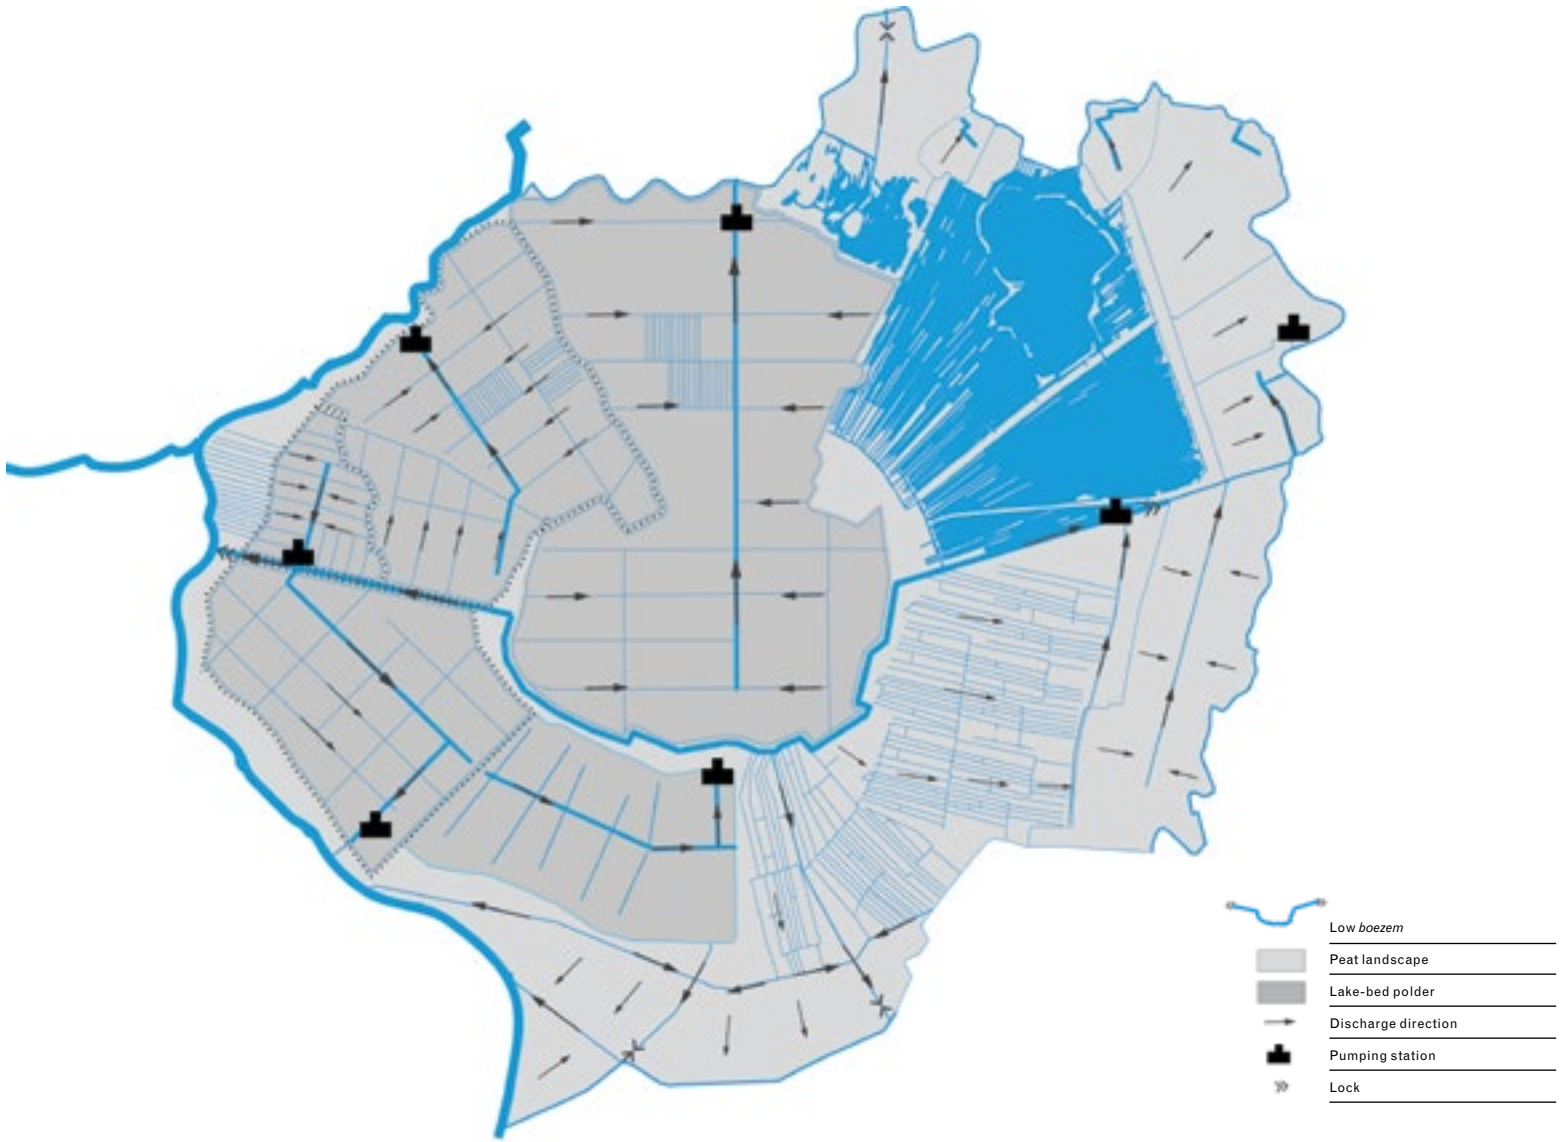 Low boezem
Peat landscape
Lake-bed polder
Discharge direction
Pumping station
Lock